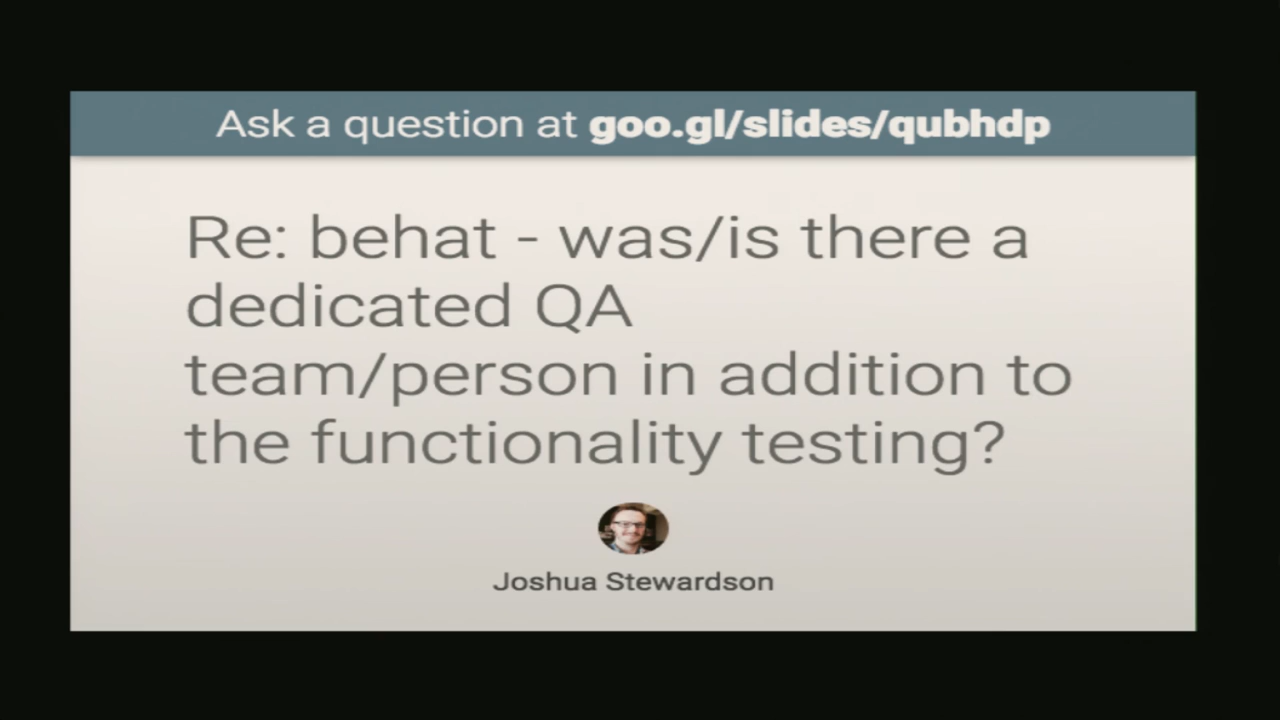 Ask a question at goo.gl/slides/qubhdp
Re: behat - was/is there a
dedicated QA
team/person in addition to
the functionality testing?
Joshua Stewardson